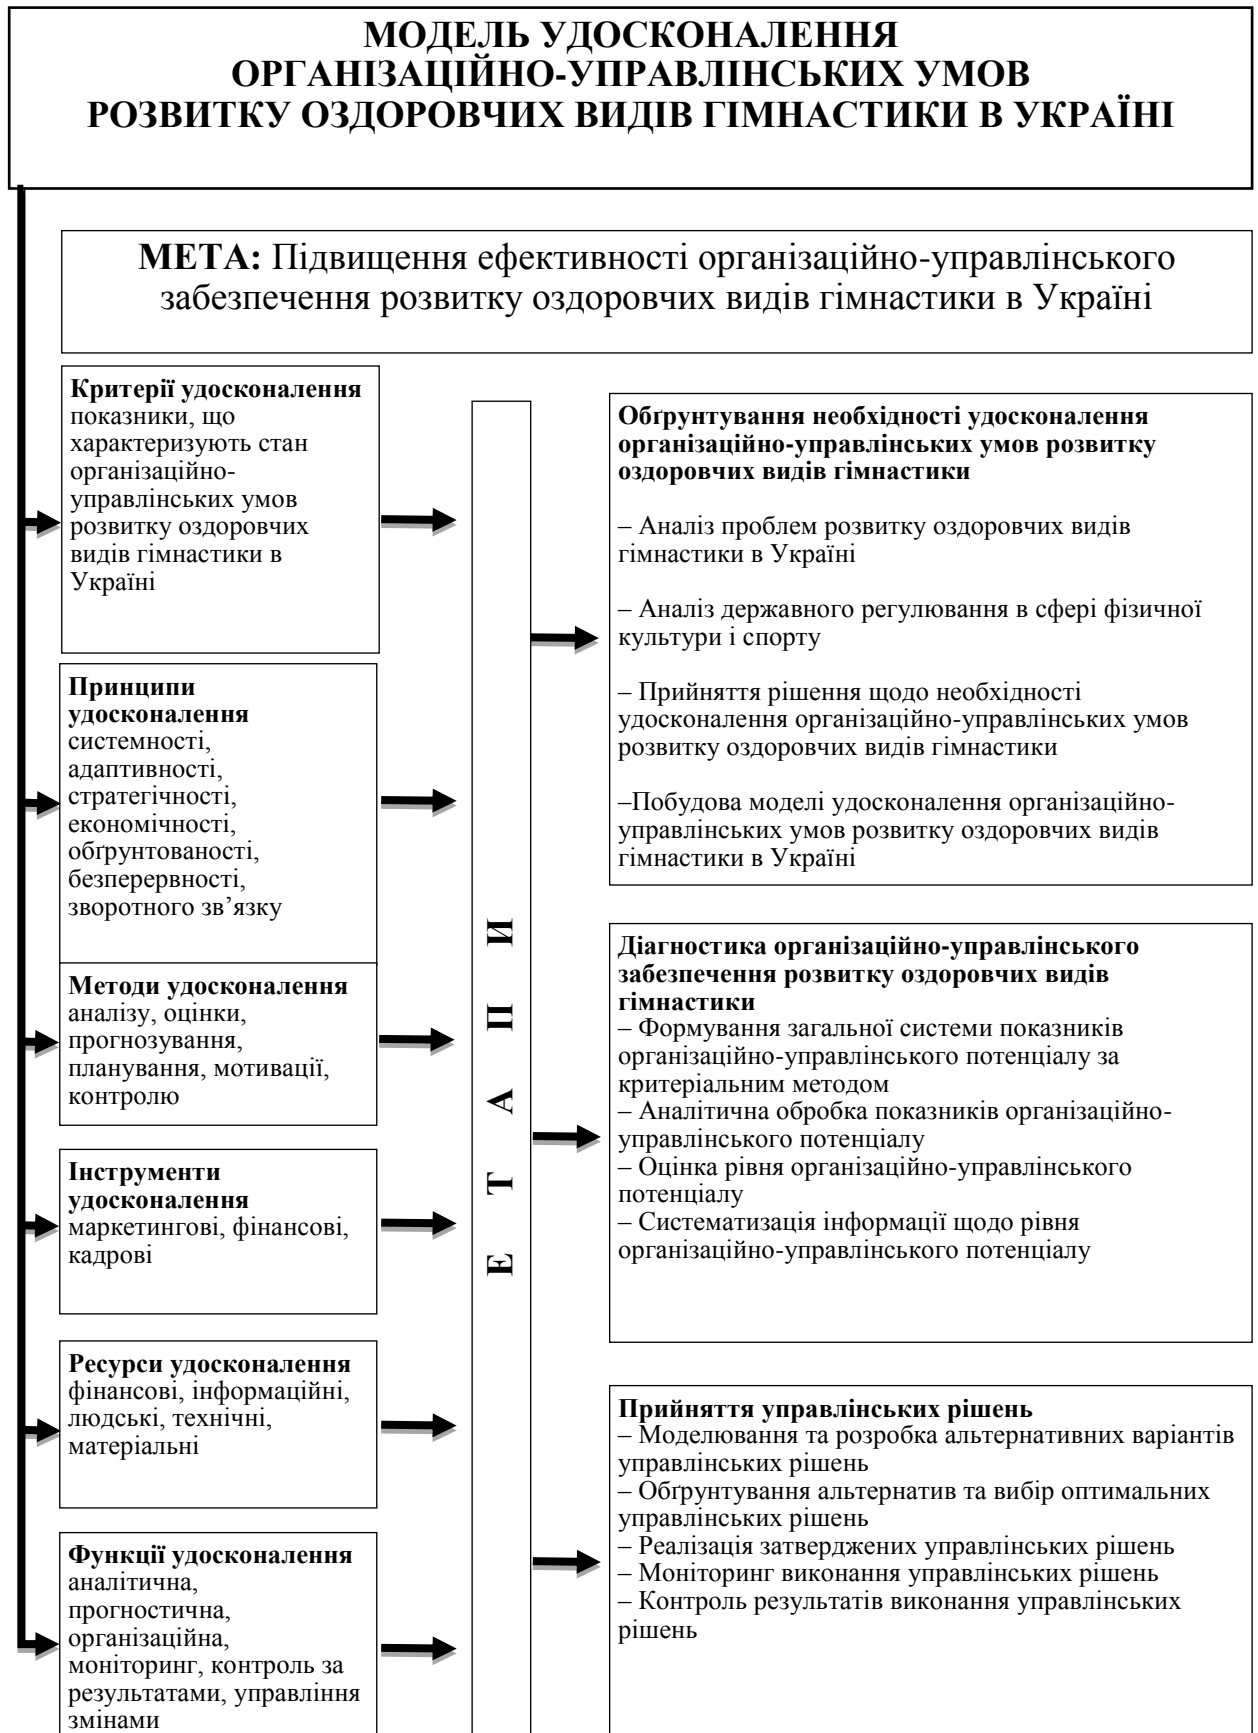 МОДЕЛЬ УДОСКОНАЛЕННЯ
ОРГАНІЗАЦІЙНО-УПРАВЛІНСЬКИХ УМОВ
РОЗВИТКУ ОЗДОРОВЧИХ ВИДІВ ГІМНАСТИКИ В УКРАЇНІ
МЕТА: Підвищення ефективності організаційно-управлінського
забезпечення розвитку оздоровчих видів гімнастики в Україні
Критерії удосконалення
показники, що
характеризують стан
організаційно-
управлінських умов
розвитку оздоровчих
видів гімнастики в
Україні
Принципи
удосконалення
системності,
адаптивності,
стратегічності,
економічності,
обґрунтованості,
безперервності,
зворотного зв’язку
Методи удосконалення
аналізу, оцінки,
прогнозування,
планування, мотивації,
контролю
Інструменти
удосконалення
маркетингові, фінансові,
кадрові
Ресурси удосконалення
фінансові, інформаційні,
людські, технічні,
матеріальні
Функції удосконалення
аналітична,
прогностична,
організаційна,
моніторинг, контроль за
результатами, управління
змінами
Е Т А П И
Обґрунтування необхідності удосконалення
організаційно-управлінських умов розвитку
оздоровчих видів гімнастики
– Аналіз проблем розвитку оздоровчих видів
гімнастики в Україні
– Аналіз державного регулювання в сфері фізичної
культури і спорту
– Прийняття рішення щодо необхідності
удосконалення організаційно-управлінських умов
розвитку оздоровчих видів гімнастики
–Побудова моделі удосконалення організаційно-
управлінських умов розвитку оздоровчих видів
гімнастики в Україні
Діагностика організаційно-управлінського
забезпечення розвитку оздоровчих видів
гімнастики
– Формування загальної системи показників
організаційно-управлінського потенціалу за
критеріальним методом
– Аналітична обробка показників організаційно-
управлінського потенціалу
– Оцінка рівня організаційно-управлінського
потенціалу
– Систематизація інформації щодо рівня
організаційно-управлінського потенціалу
Прийняття управлінських рішень
– Моделювання та розробка альтернативних варіантів
управлінських рішень
– Обґрунтування альтернатив та вибір оптимальних
управлінських рішень
– Реалізація затверджених управлінських рішень
– Моніторинг виконання управлінських рішень
– Контроль результатів виконання управлінських
рішень